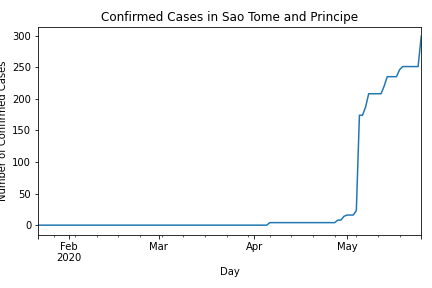 Confirmed Cases in Sao Tome and Principe
Number of Confirmed Cases
300
250
200
150
100
50
0
Feb
2020
Mar
Apr
May
Day